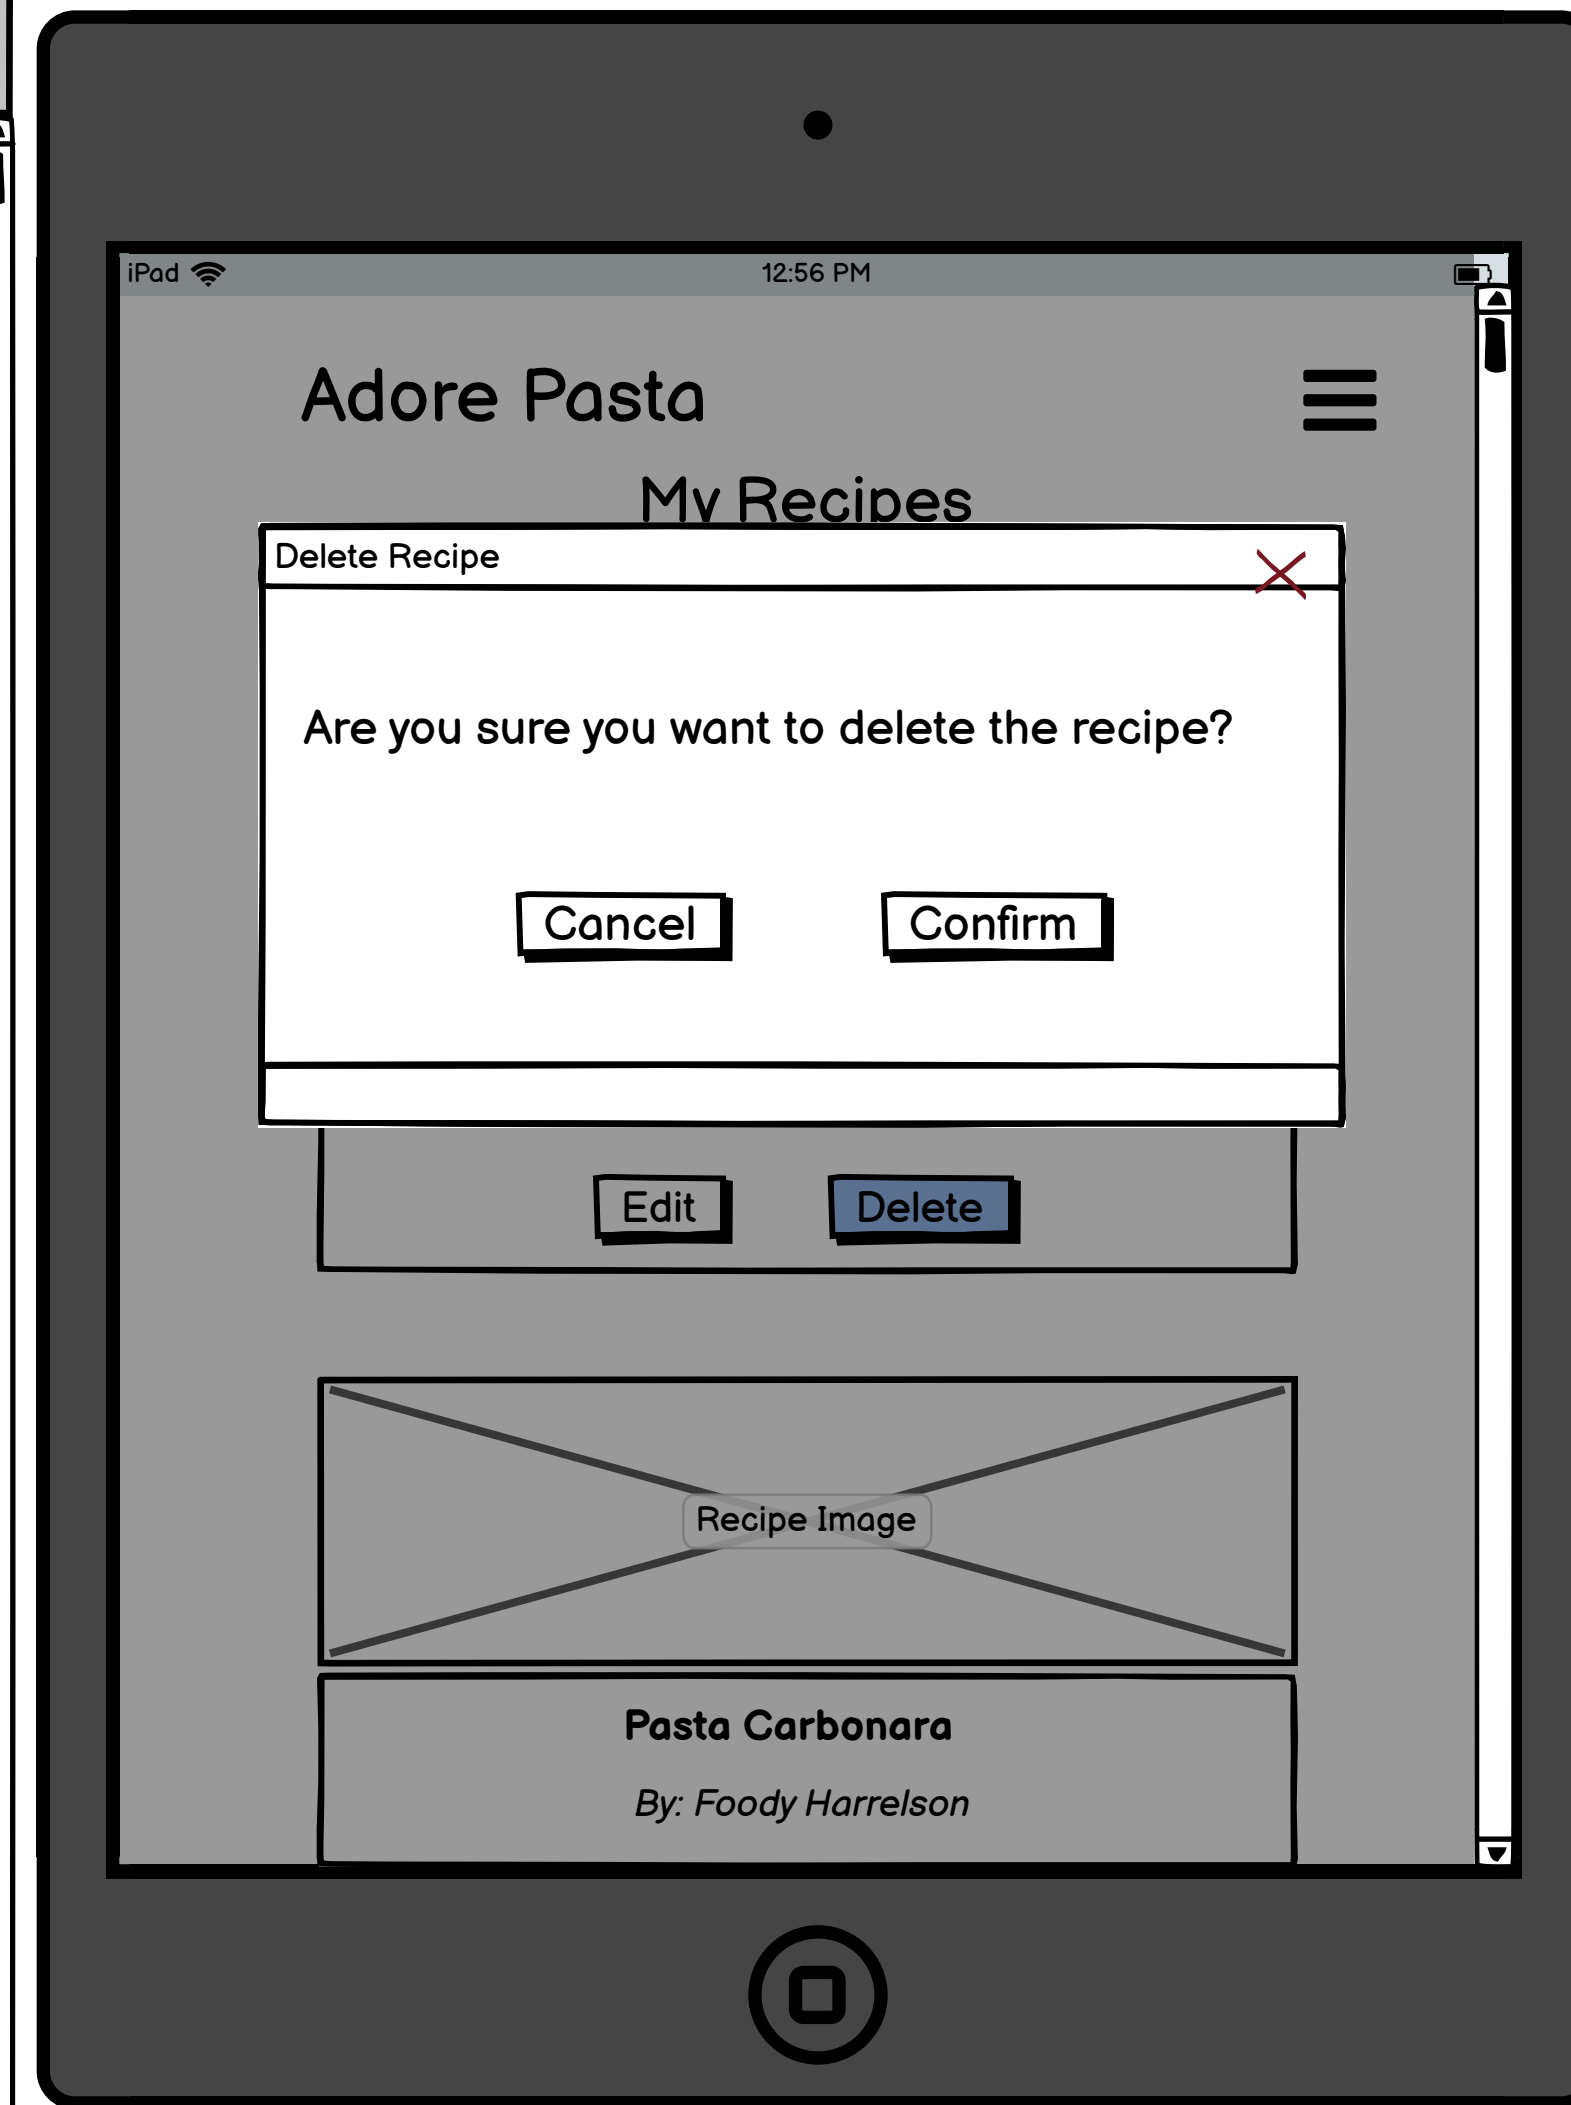 iPad 12:56 PM
Adore Pasta
My Recipes
Delete Recipe
Are you sure you want to delete the recipe?
Cancel Confirm
Edit Delete
Recipe Image
Pasta Carbonara
By: Foody Harrelson